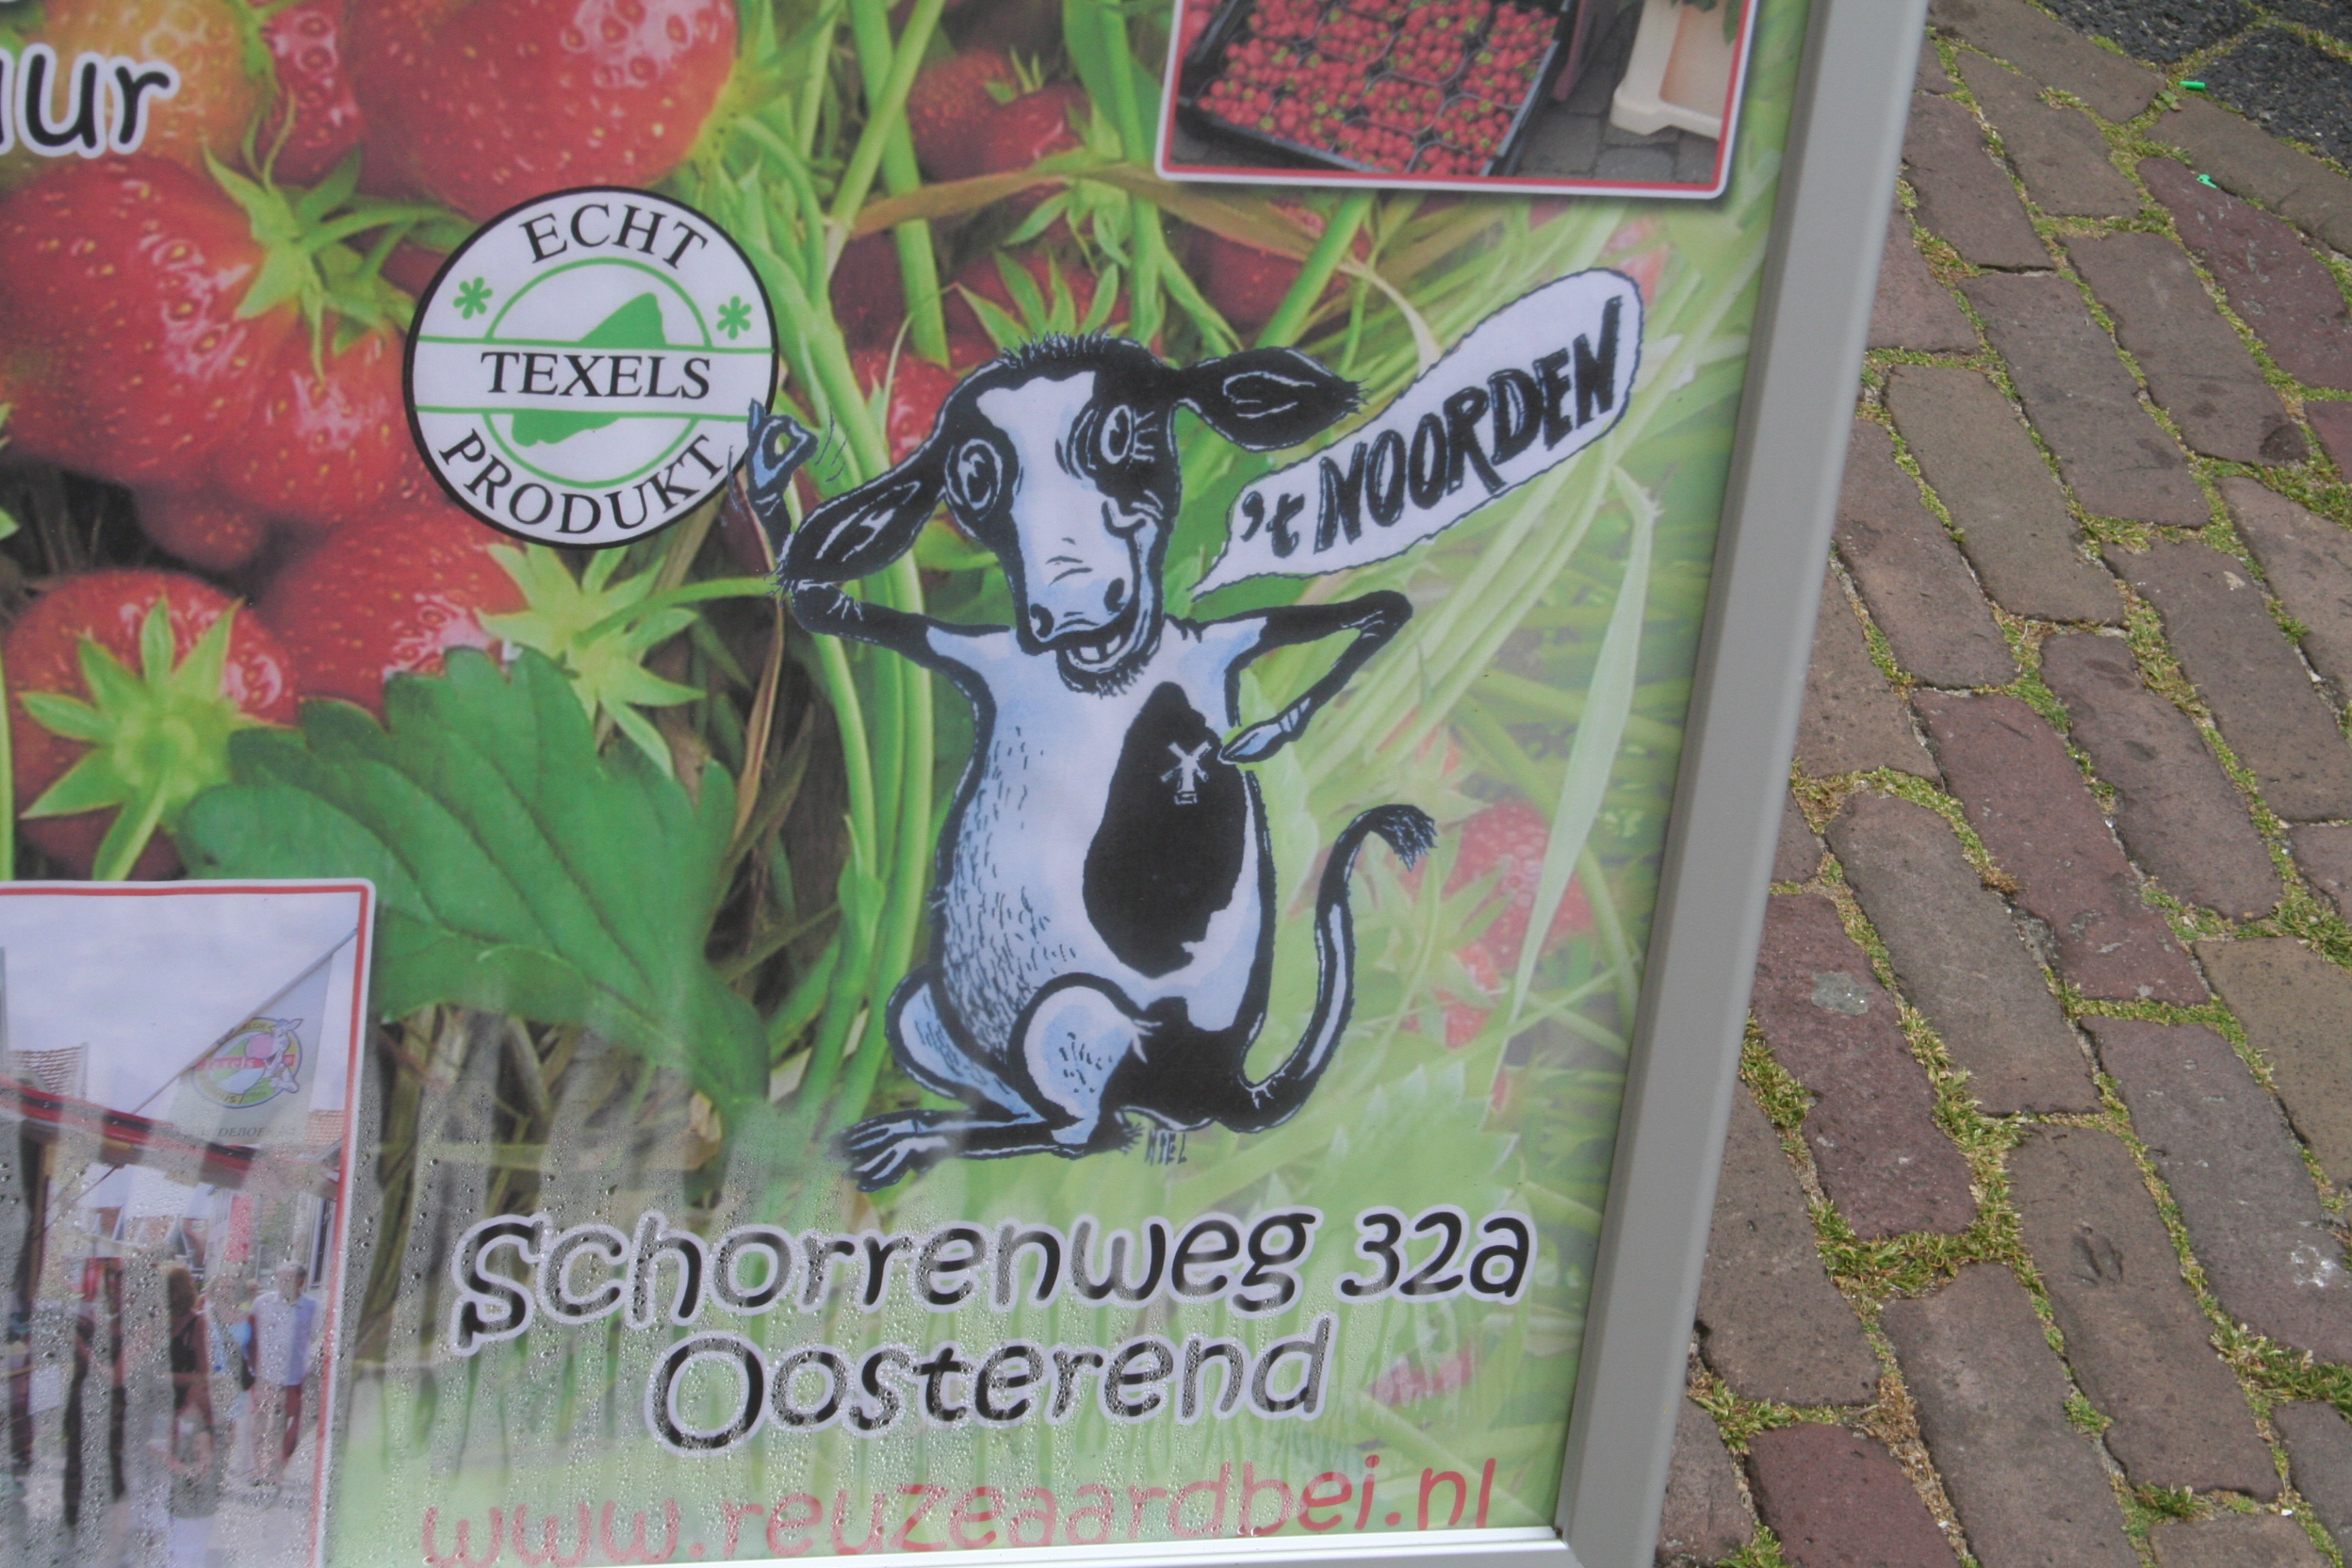 ECHT
TEXELS
PRODUKT
't NOORDEN
Schorrenweg 32a
Oosterend
www.reuzeaardbei.nl